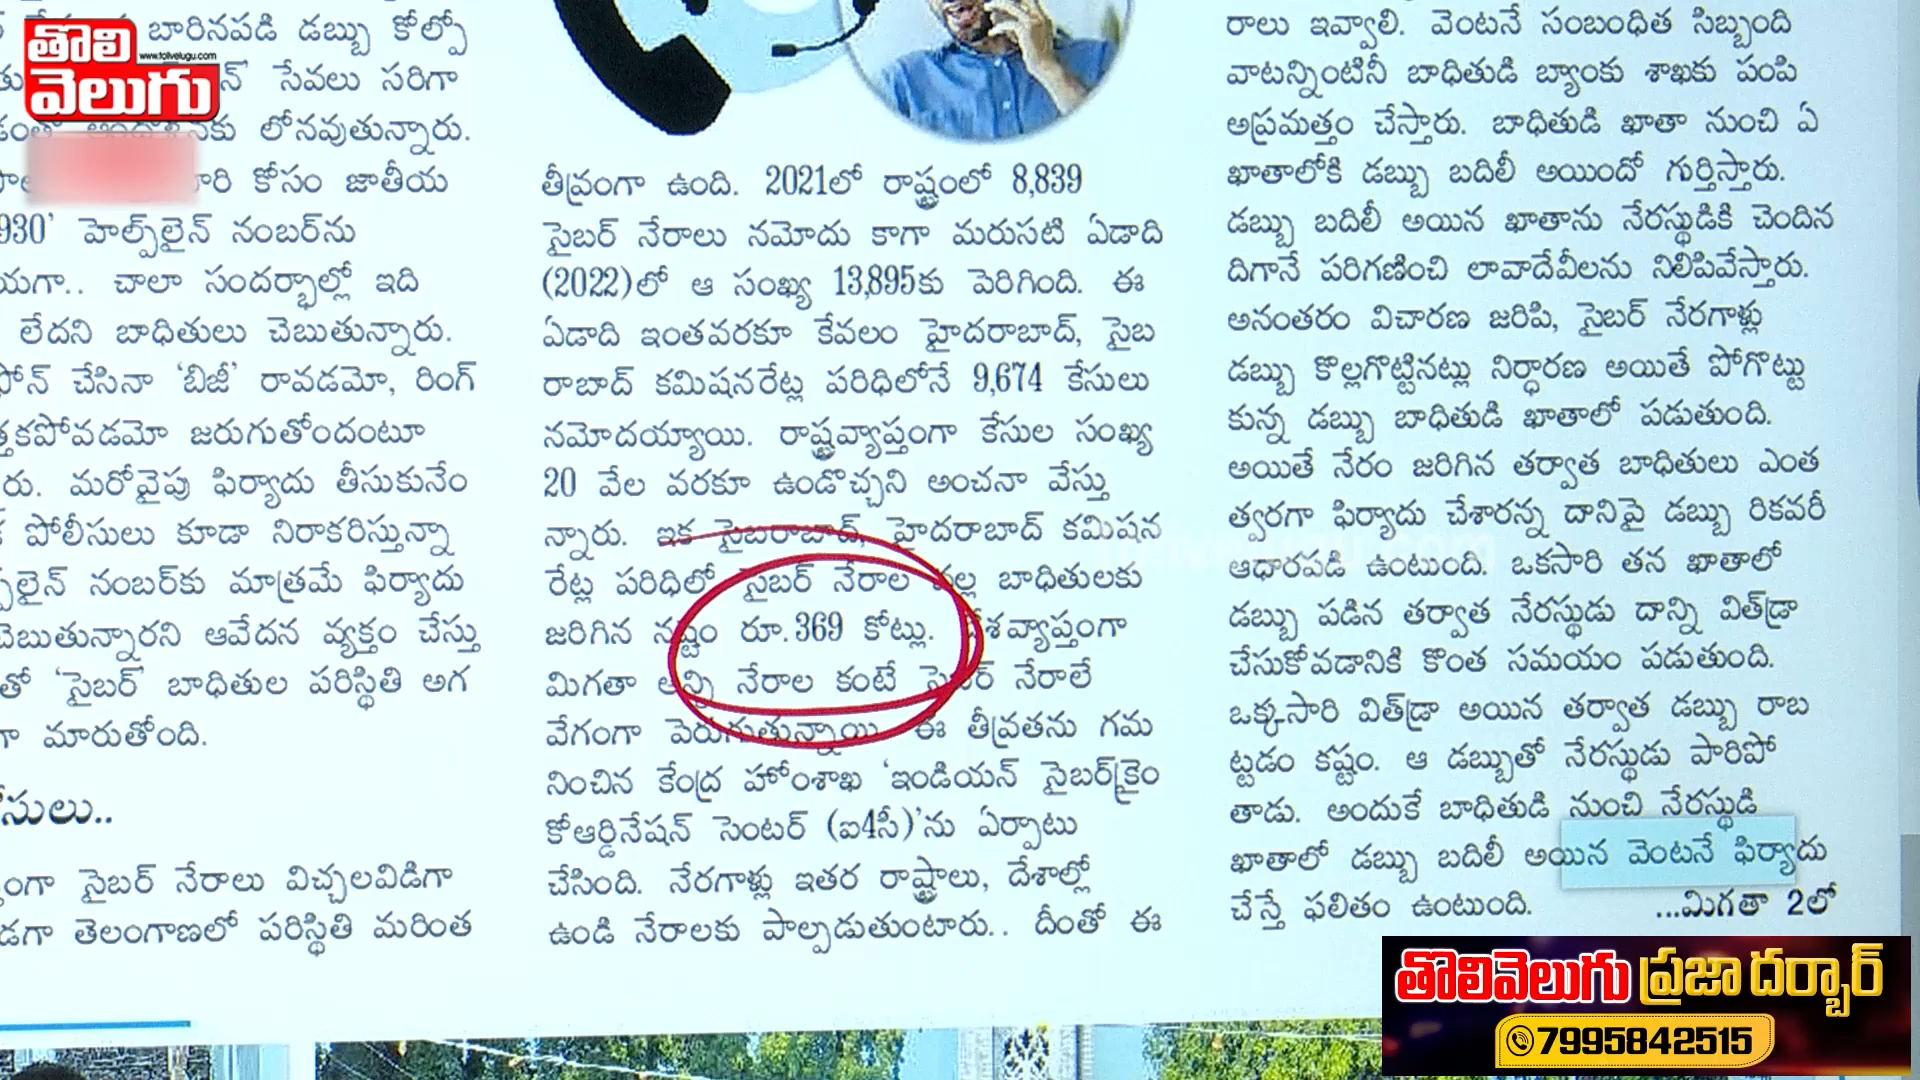 తొలి
వెలుగు
www.tolivelugu.com
బారినపడి డబ్బు కోల్పో
సేవలు సరిగా
లోనవుతున్నారు.
కోసం జాతీయ
930' హెల్ప్‌లైన్ నంబర్‌ను
చాలా సందర్భాల్లో ఇది
లేదని బాధితులు చెబుతున్నారు.
ఫోన్ చేసినా 'బిజీ' రావడమో, రింగ్
జరుగుతోందంటూ
రు. మరోవైపు ఫిర్యాదు తీసుకునేం
పోలీసులు కూడా నిరాకరిస్తున్నా
నంబర్‌కు మాత్రమే ఫిర్యాదు
చెబుతున్నారని ఆవేదన వ్యక్తం చేస్తు
తో 'సైబర్' బాధితుల పరిస్థితి అగ
గా మారుతోంది.
సైబర్ నేరాలు విచ్చలవిడిగా
తెలంగాణలో పరిస్థితి మరింత
తీవ్రంగా ఉంది. 2021లో రాష్ట్రంలో 8,839
సైబర్ నేరాలు నమోదు కాగా మరుసటి ఏడాది
(2022)లో ఆ సంఖ్య 13,895కు పెరిగింది. ఈ
ఏడాది ఇంతవరకూ కేవలం హైదరాబాద్, సైబ
రాబాద్ కమిషనరేట్ల పరిధిలోనే 9,674 కేసులు
నమోదయ్యాయి. రాష్ట్రవ్యాప్తంగా కేసుల సంఖ్య
20 వేల వరకూ ఉండొచ్చని అంచనా వేస్తు
న్నారు. ఇక సైబరాబాద్, హైదరాబాద్ కమిషన
రేట్ల పరిధిలో సైబర్ నేరాల వల్ల బాధితులకు
జరిగిన నష్టం రూ.369 కోట్లు. దేశవ్యాప్తంగా
మిగతా అన్ని నేరాల కంటే సైబర్ నేరాలే
వేగంగా పెరుగుతున్నాయి. ఈ తీవ్రతను గమ
నించిన కేంద్ర హోంశాఖ 'ఇండియన్ సైబర్‌క్రైం
కోఆర్డినేషన్ సెంటర్ (ఐ4సీ)'ను ఏర్పాటు
చేసింది. నేరగాళ్లు ఇతర రాష్ట్రాలు, దేశాల్లో
ఉండి నేరాలకు పాల్పడుతుంటారు.. దీంతో ఈ
రాలు ఇవ్వాలి. వెంటనే సంబంధిత సిబ్బంది
వాటన్నింటినీ బాధితుడి బ్యాంకు శాఖకు పంపి
అప్రమత్తం చేస్తారు. బాధితుడి ఖాతా నుంచి ఏ
ఖాతాలోకి డబ్బు బదిలీ అయిందో గుర్తిస్తారు.
డబ్బు బదిలీ అయిన ఖాతాను నేరస్థుడికి చెందిన
దిగానే పరిగణించి లావాదేవీలను నిలిపివేస్తారు.
అనంతరం విచారణ జరిపి, సైబర్ నేరగాళ్లు
డబ్బు కొల్లగొట్టినట్లు నిర్ధారణ అయితే పోగొట్టు
కున్న డబ్బు బాధితుడి ఖాతాలో పడుతుంది.
అయితే నేరం జరిగిన తర్వాత బాధితులు ఎంత
త్వరగా ఫిర్యాదు చేశారన్న దానిపై డబ్బు రికవరీ
ఆధారపడి ఉంటుంది. ఒకసారి తన ఖాతాలో
డబ్బు పడిన తర్వాత నేరస్థుడు దాన్ని విత్‌డ్రా
చేసుకోవడానికి కొంత సమయం పడుతుంది.
ఒక్కసారి విత్‌డ్రా అయిన తర్వాత డబ్బు రాబ
ట్టడం కష్టం. ఆ డబ్బుతో నేరస్థుడు పారిపో
తాడు. అందుకే బాధితుడి నుంచి నేరస్థుడి
ఖాతాలో డబ్బు బదిలీ అయిన వెంటనే ఫిర్యాదు
చేస్తే ఫలితం ఉంటుంది. ...మిగతా 2లో
తొలివెలుగు ప్రజా దర్బార్
7995842515